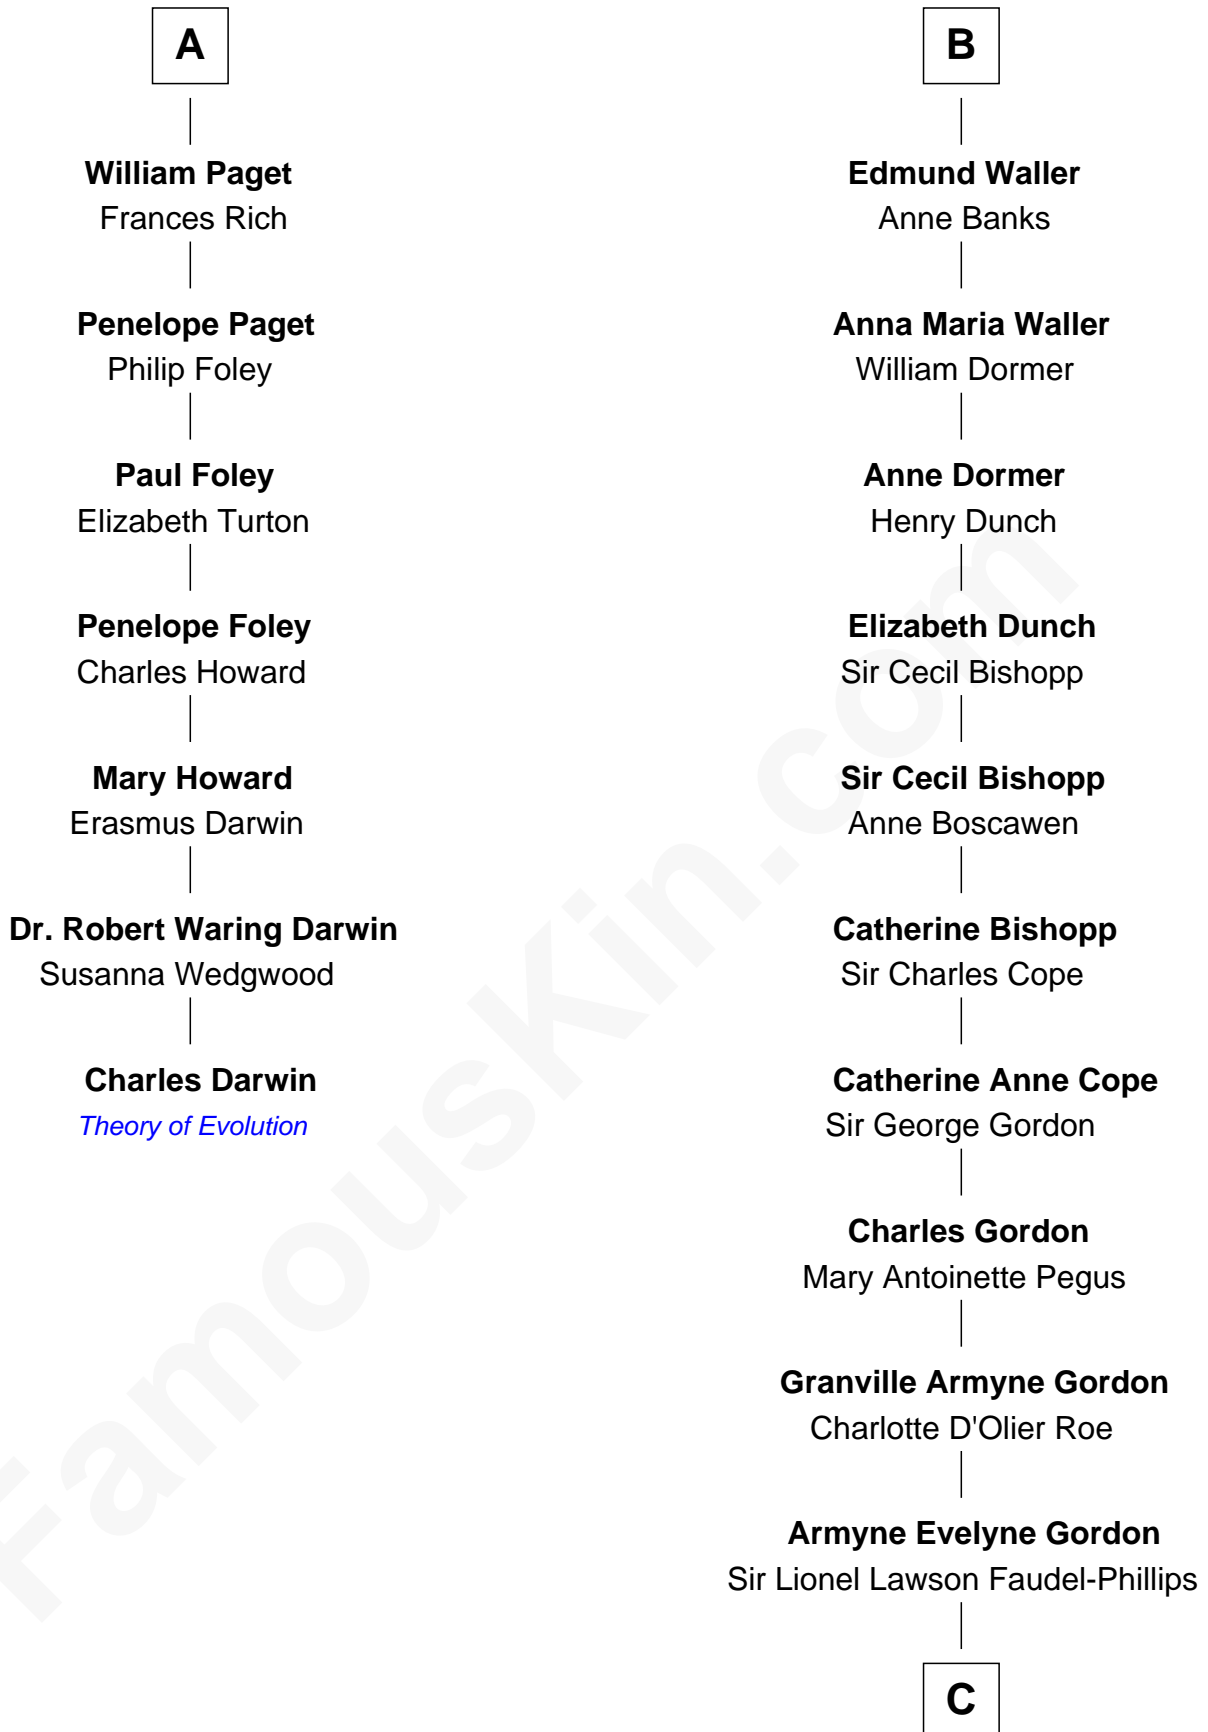 A
William Paget
Frances Rich
Penelope Paget
Philip Foley
Paul Foley
Elizabeth Turton
Penelope Foley
Charles Howard
Mary Howard
Erasmus Darwin
Dr. Robert Waring Darwin
Susanna Wedgwood
Charles Darwin
Theory of Evolution
B
Edmund Waller
Anne Banks
Anna Maria Waller
William Dormer
Anne Dormer
Henry Dunch
Elizabeth Dunch
Sir Cecil Bishopp
Sir Cecil Bishopp
Anne Boscawen
Catherine Bishopp
Sir Charles Cope
Catherine Anne Cope
Sir George Gordon
Charles Gordon
Mary Antoinette Pegus
Granville Armyne Gordon
Charlotte D'Olier Roe
Armyne Evelyne Gordon
Sir Lionel Lawson Faudel-Phillips
C
FamousKin.com